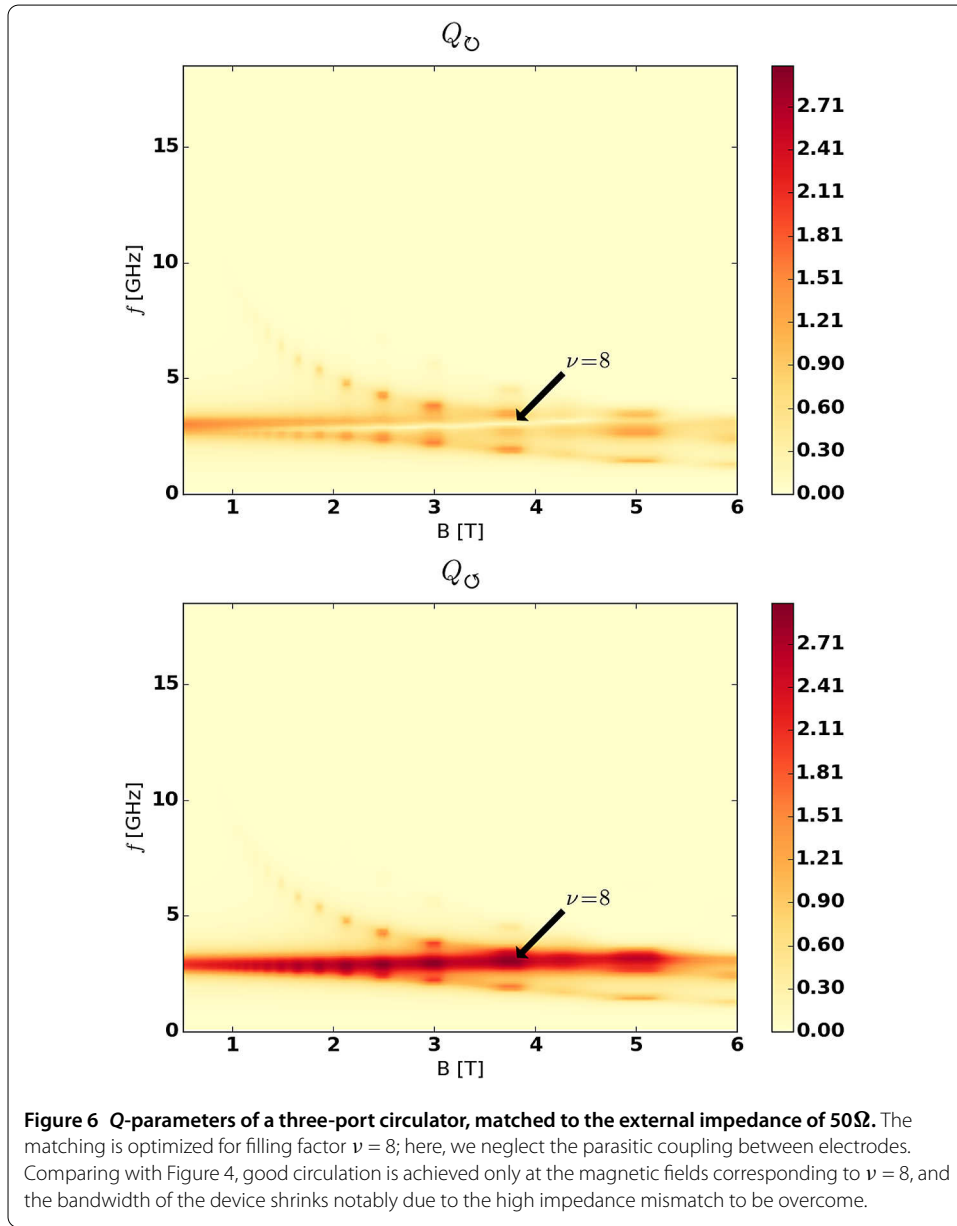 Q↻
2.71
2.41
2.11
1.81
1.51
1.21
0.90
0.60
0.30
0.00
15
10
5
0
f [GHz]
ν=8
1 2 3 4 5 6
B [T]
Q↺
2.71
2.41
2.11
1.81
1.51
1.21
0.90
0.60
0.30
0.00
15
10
5
0
f [GHz]
ν=8
1 2 3 4 5 6
B [T]
Figure 6 Q-parameters of a three-port circulator, matched to the external impedance of 50Ω. The
matching is optimized for filling factor ν = 8; here, we neglect the parasitic coupling between electrodes.
Comparing with Figure 4, good circulation is achieved only at the magnetic fields corresponding to ν = 8, and
the bandwidth of the device shrinks notably due to the high impedance mismatch to be overcome.